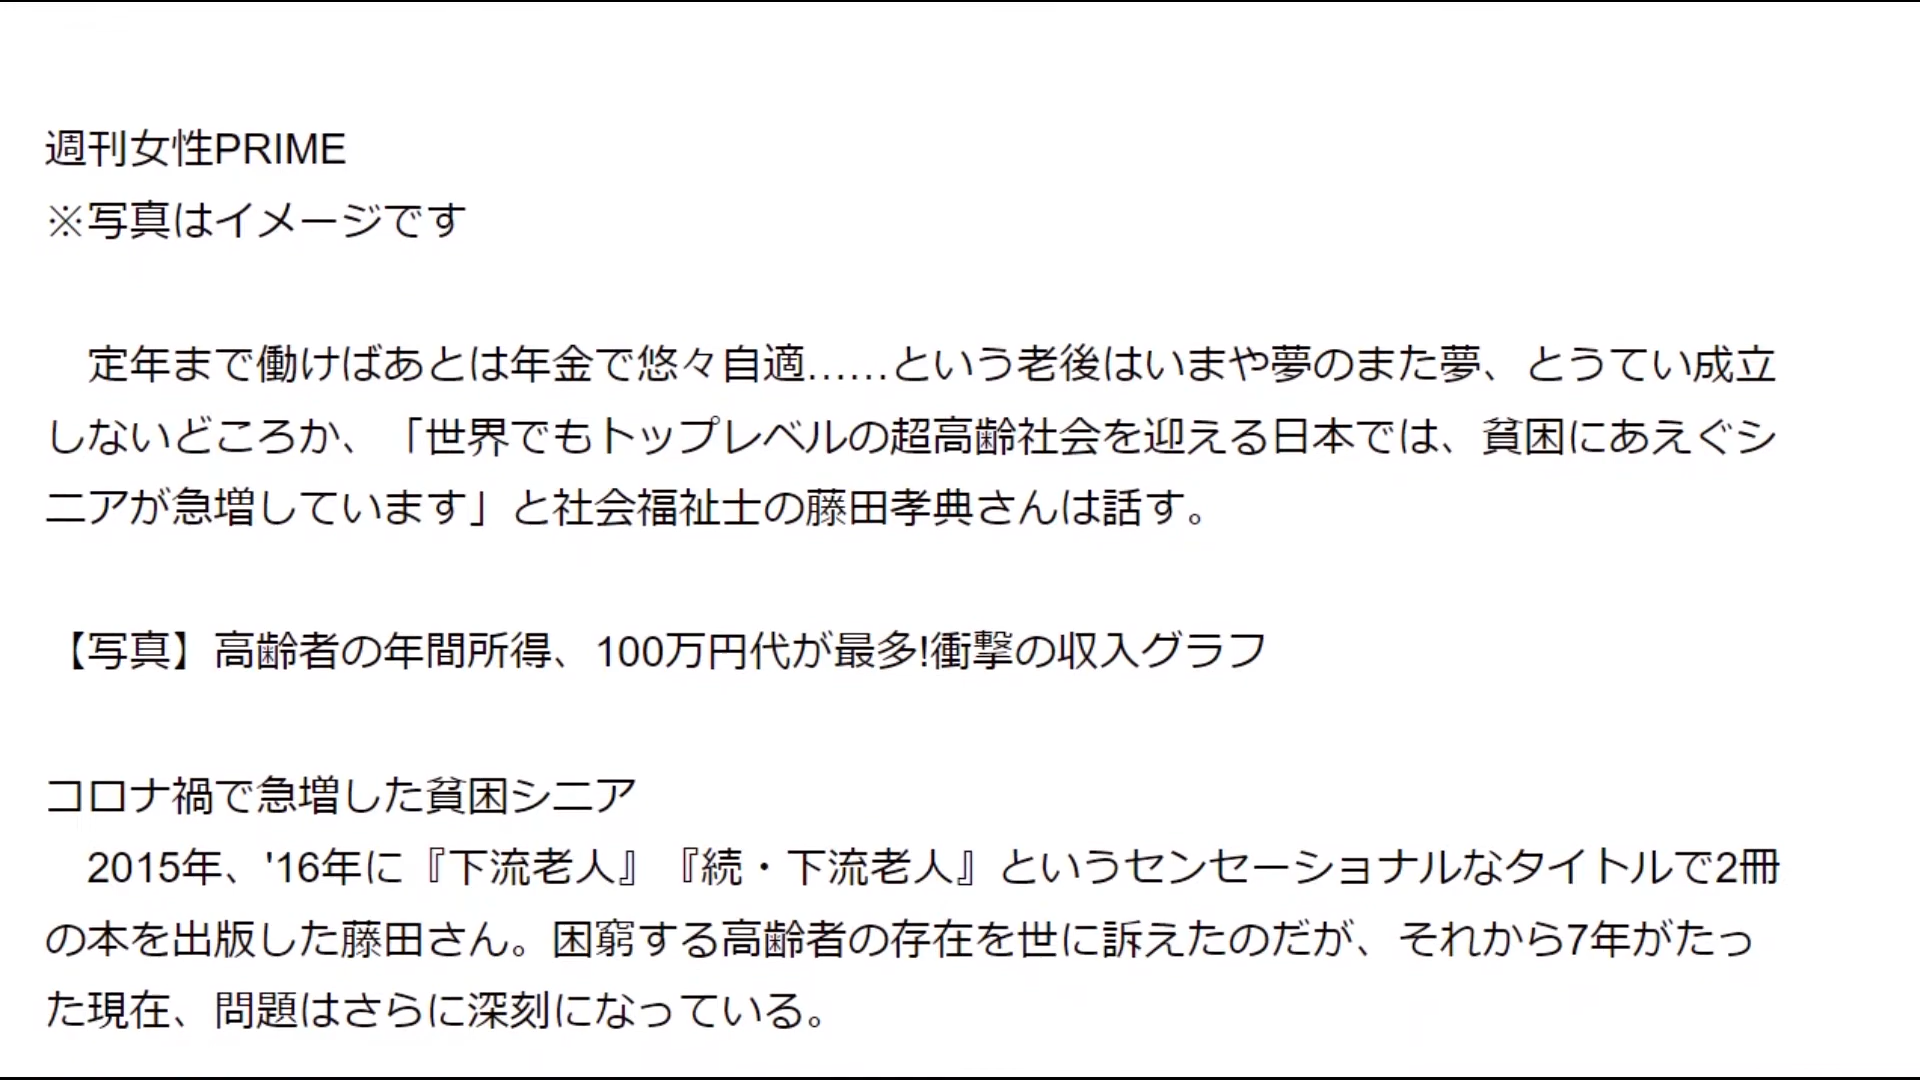 週刊女性PRIME
※写真はイメージです
　定年まで働けばあとは年金で悠々自適……という老後はいまや夢のまた夢、とうてい成立
しないどころか、「世界でもトップレベルの超高齢社会を迎える日本では、貧困にあえぐシ
ニアが急増しています」と社会福祉士の藤田孝典さんは話す。
【写真】高齢者の年間所得、100万円代が最多!衝撃の収入グラフ
コロナ禍で急増した貧困シニア
　2015年、'16年に『下流老人』『続・下流老人』というセンセーショナルなタイトルで2冊
の本を出版した藤田さん。困窮する高齢者の存在を世に訴えたのだが、それから7年がたっ
た現在、問題はさらに深刻になっている。